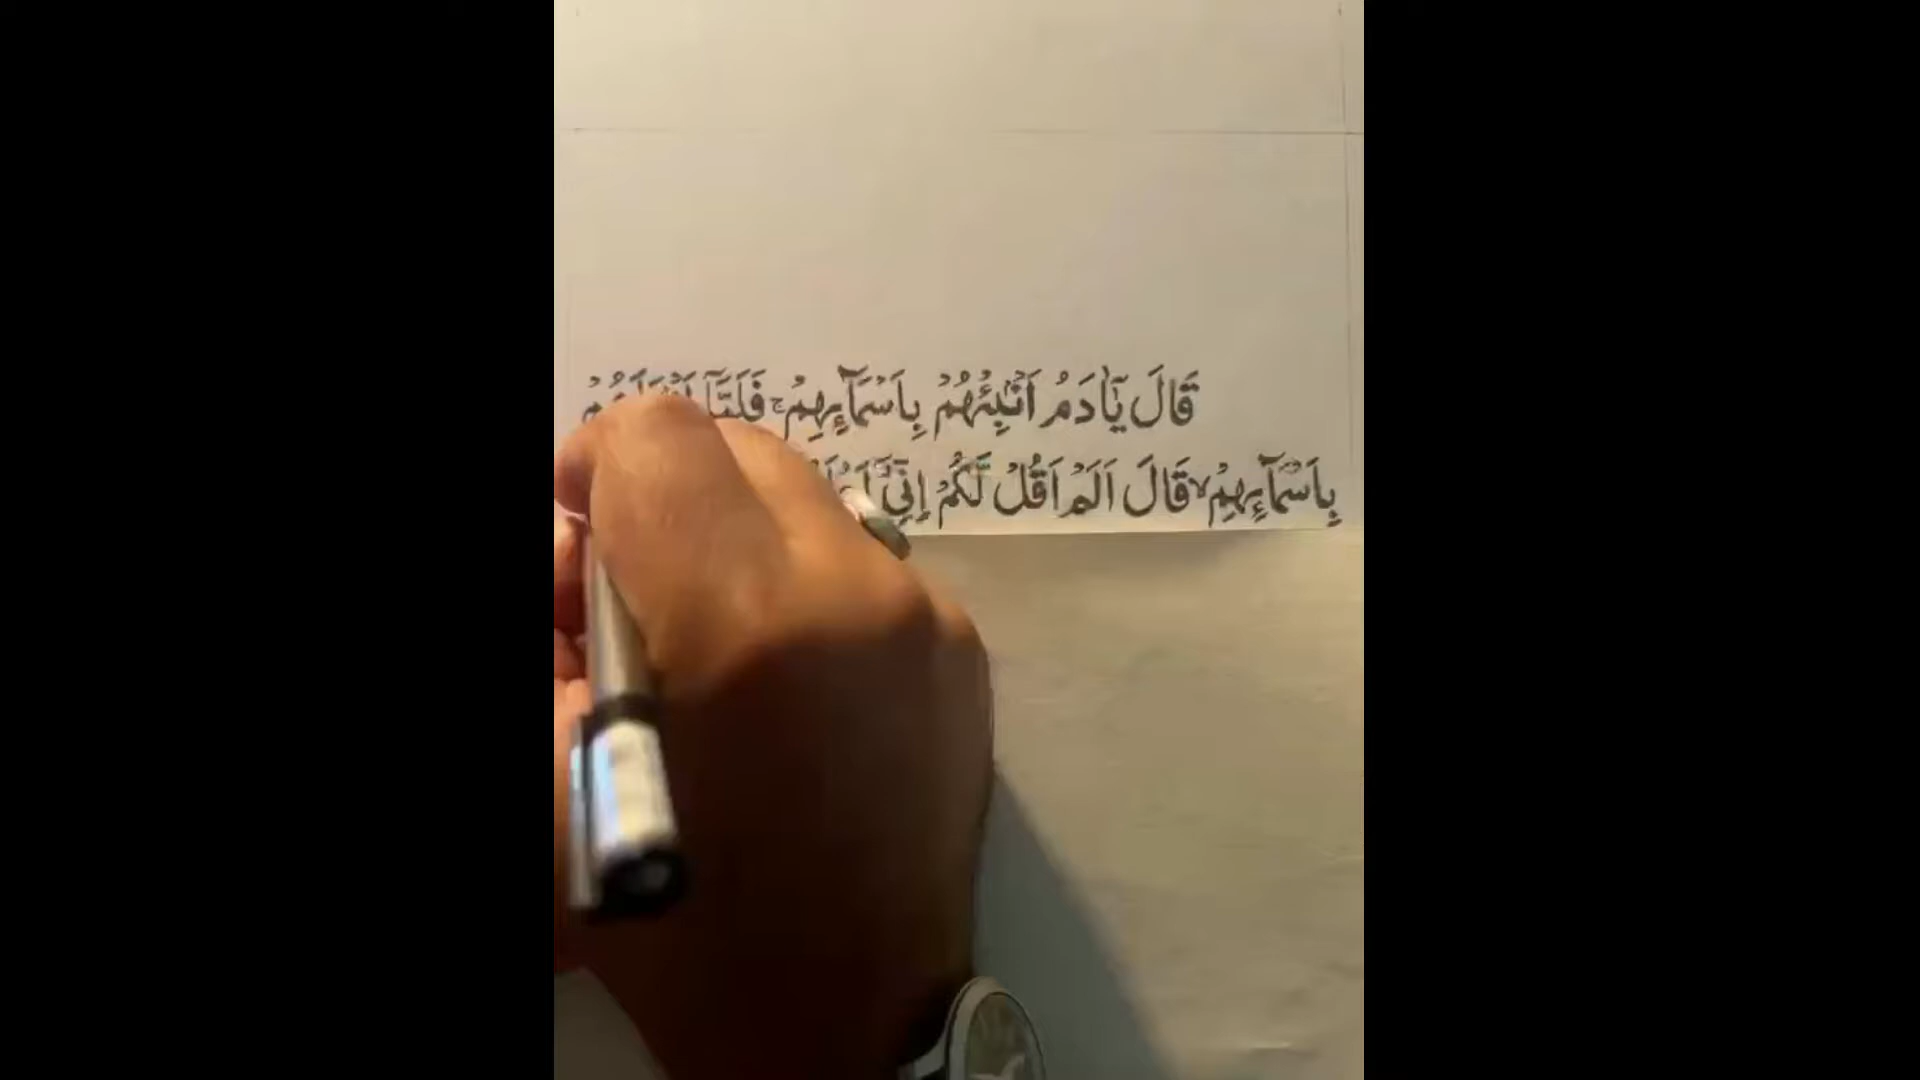 قَالَ يٰۤاٰدَمُ اَنْۢبِئْهُمْ بِاَسْمَآئِهِمْ ۚ فَلَمَّاۤ اَنْۢبَاَهُمْ
بِاَسْمَآئِهِمْ ۙ قَالَ اَلَمْ اَقُلْ لَّكُمْ اِنِّیْۤ